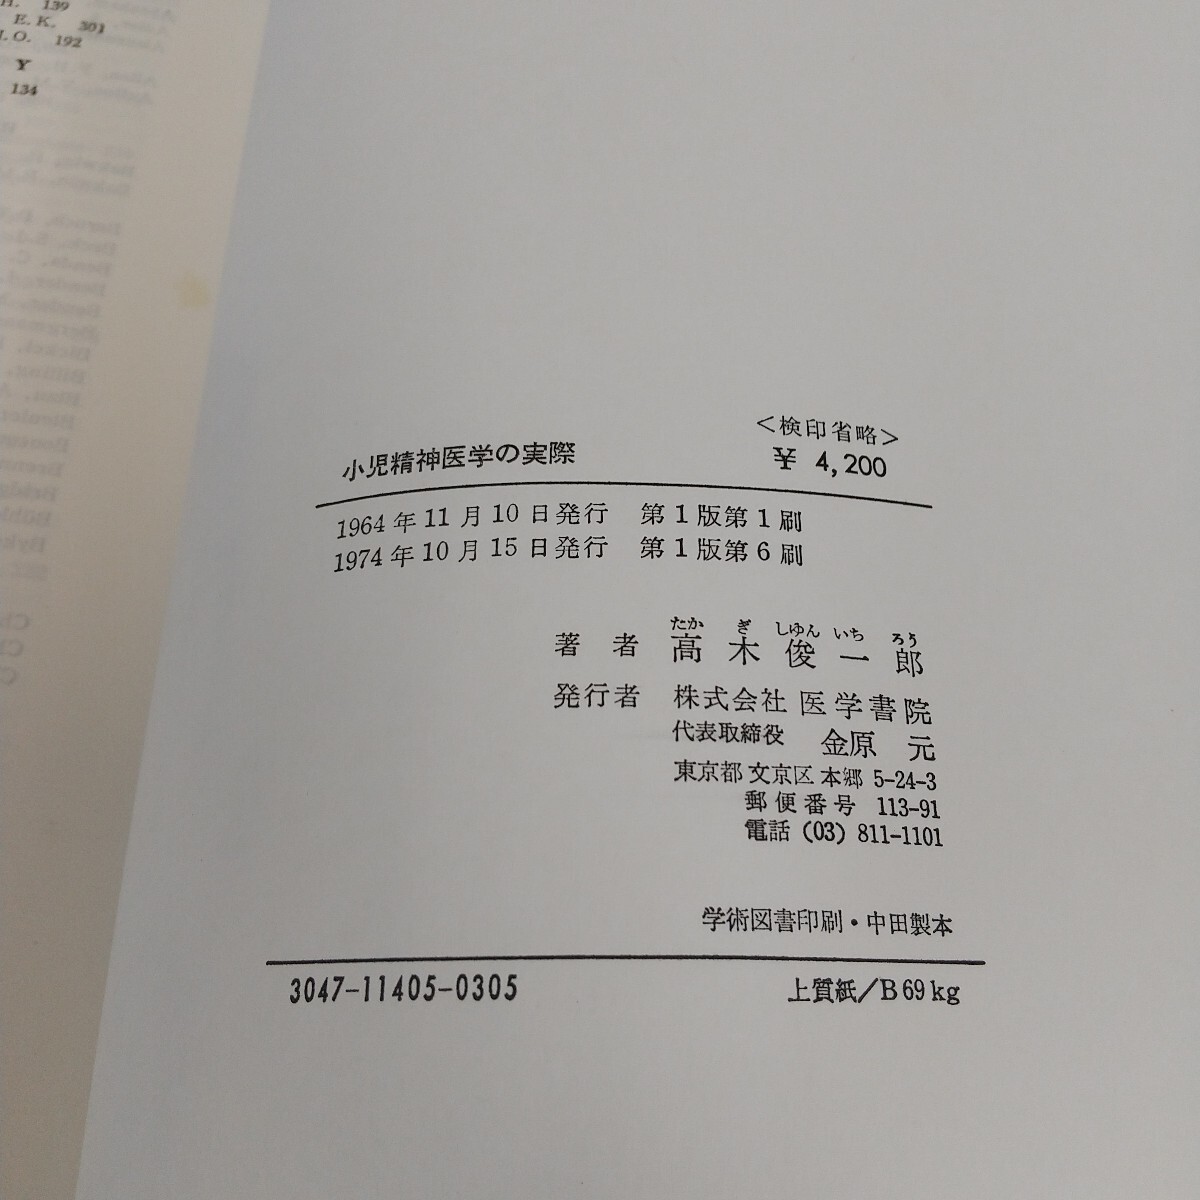 H. 139
E. K. 301
J. O. 192
Y
134
<検印省略>
小児精神医学の実際 ¥ 4,200
1964年11月10日発行 第1版第1刷
1974年10月15日発行 第1版第6刷
たか ぎ しゆん いち ろう
著者 高木俊一郎
発行者 株式会社 医学書院
代表取締役 金原 元
東京都文京区本郷 5-24-3
郵便番号 113-91
電話 (03) 811-1101
学術図書印刷・中田製本
3047-11405-0305 上質紙/B69kg